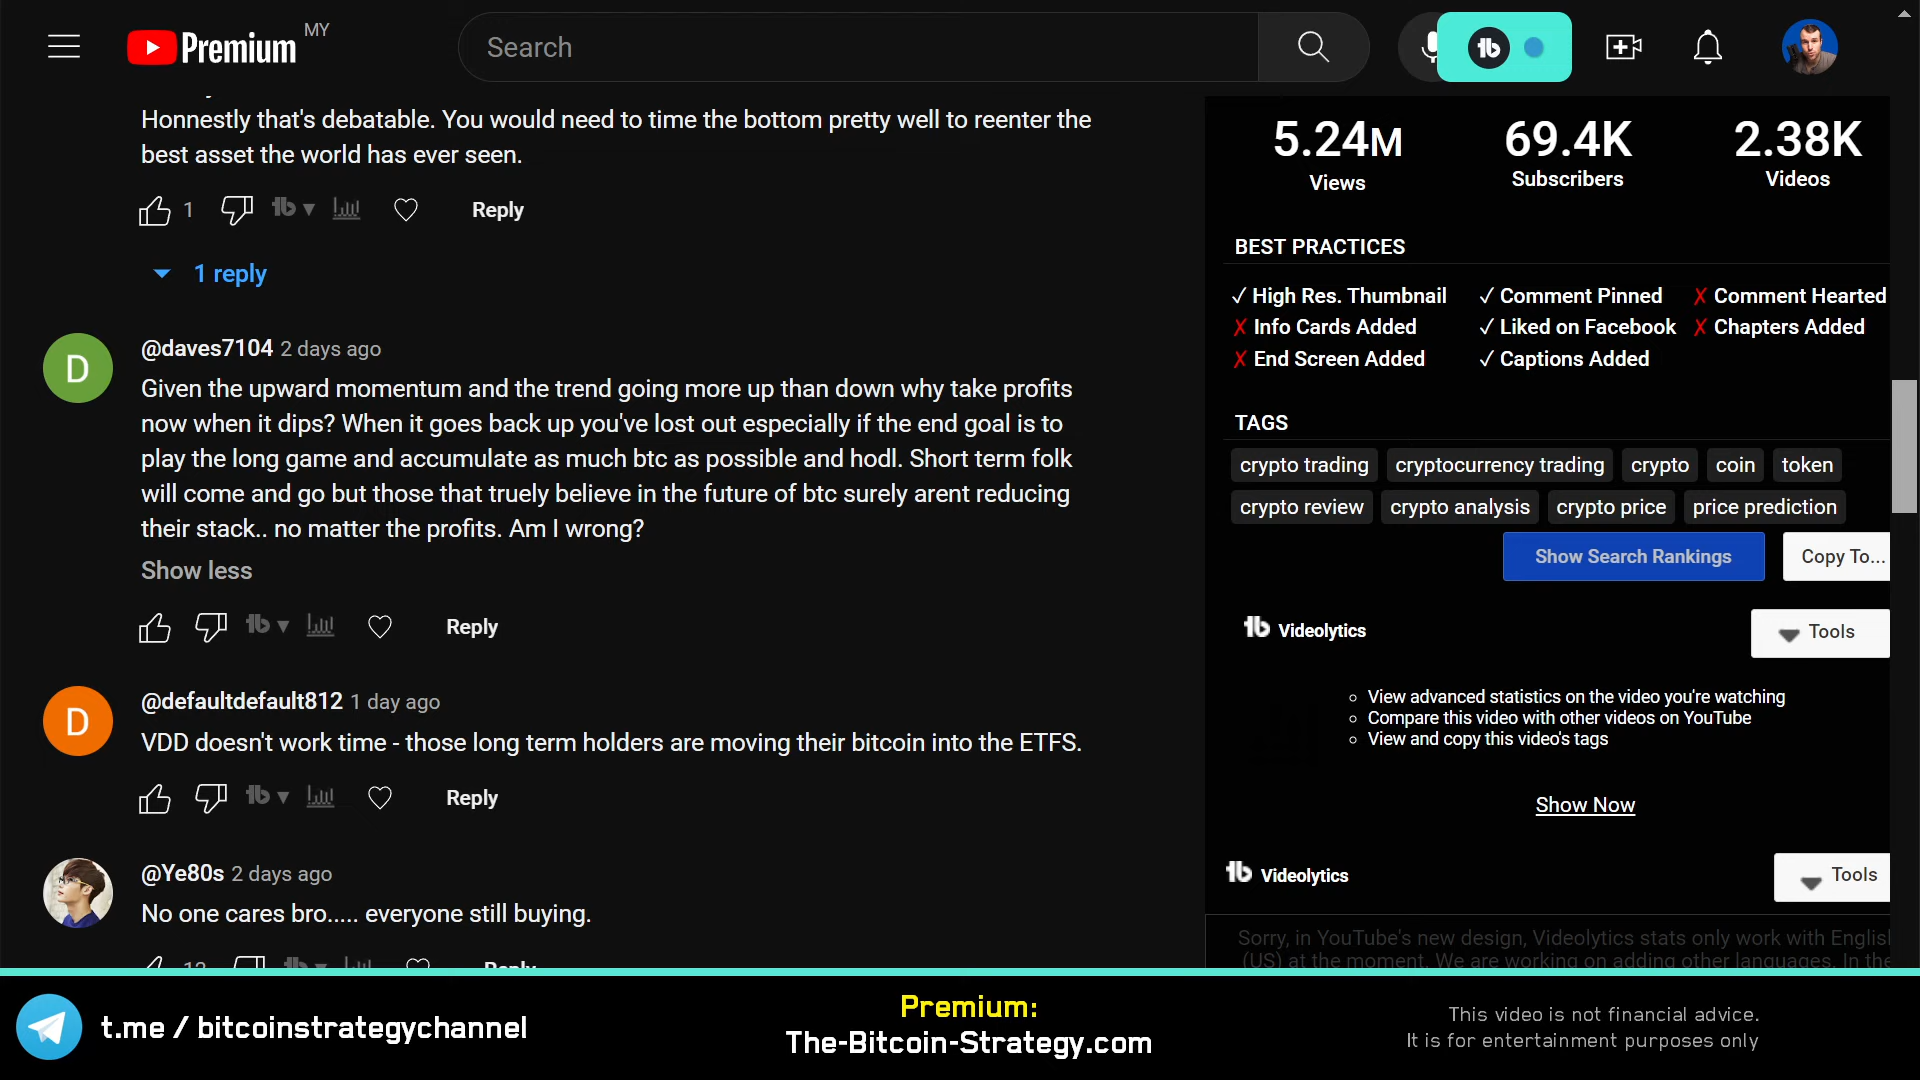 Premium MY
Search
Honnestly that's debatable. You would need to time the bottom pretty well to reenter the
best asset the world has ever seen.
1
Reply
1 reply
D
@daves7104 2 days ago
Given the upward momentum and the trend going more up than down why take profits
now when it dips? When it goes back up you've lost out especially if the end goal is to
play the long game and accumulate as much btc as possible and hodl. Short term folk
will come and go but those that truely believe in the future of btc surely arent reducing
their stack.. no matter the profits. Am I wrong?
Show less
Reply
D
@defaultdefault812 1 day ago
VDD doesn't work time - those long term holders are moving their bitcoin into the ETFS.
Reply
@Ye80s 2 days ago
No one cares bro..... everyone still buying.
Reply
5.24M 69.4K 2.38K
Views Subscribers Videos
BEST PRACTICES
✓ High Res. Thumbnail ✓ Comment Pinned ✗ Comment Hearted
✗ Info Cards Added ✓ Liked on Facebook ✗ Chapters Added
✗ End Screen Added ✓ Captions Added
TAGS
crypto trading cryptocurrency trading crypto coin token
crypto review crypto analysis crypto price price prediction
Show Search Rankings Copy To...
Videolytics Tools
View advanced statistics on the video you're watching
Compare this video with other videos on YouTube
View and copy this video's tags
Show Now
Videolytics Tools
Sorry, in YouTube's new design, Videolytics stats only work with English
(US) at the moment. We are working on adding other languages. In the
t.me / bitcoinstrategychannel
Premium:
The-Bitcoin-Strategy.com
This video is not financial advice.
It is for entertainment purposes only